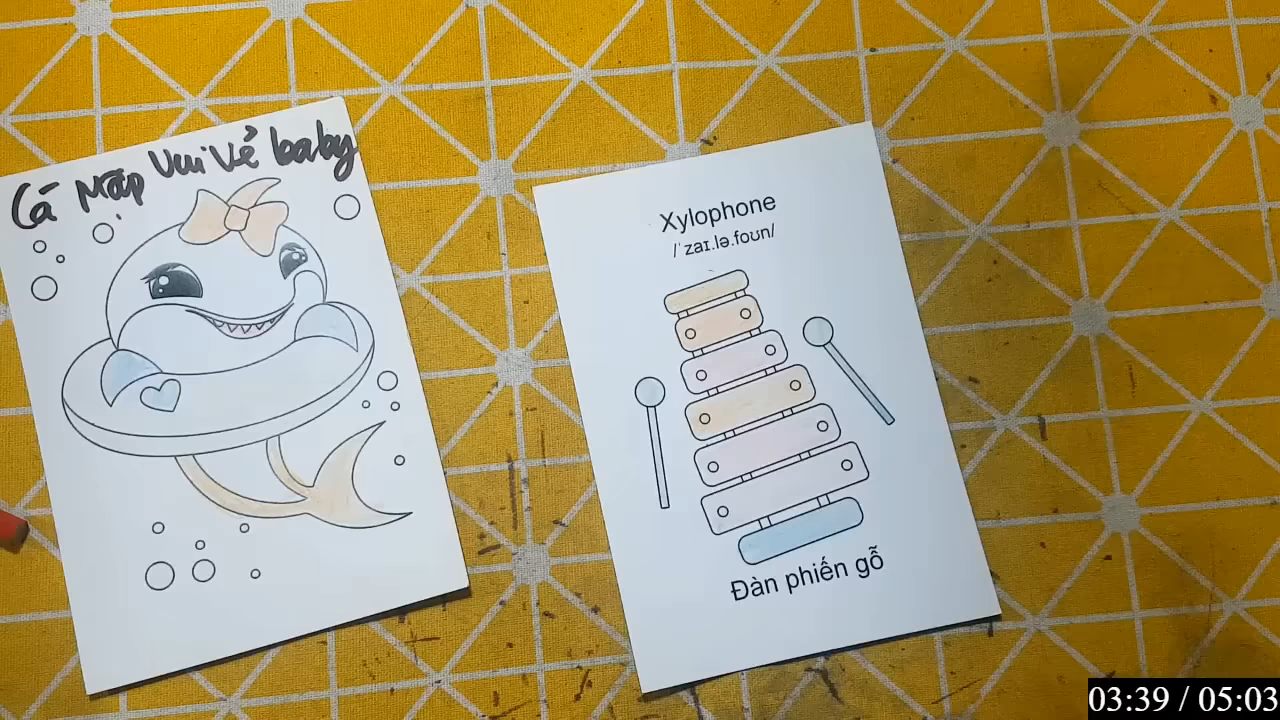 Cá Mập Vui Vẻ baby
Xylophone
/ˈzaɪ.lə.foʊn/
Đàn phiến gỗ
03:39 / 05:03